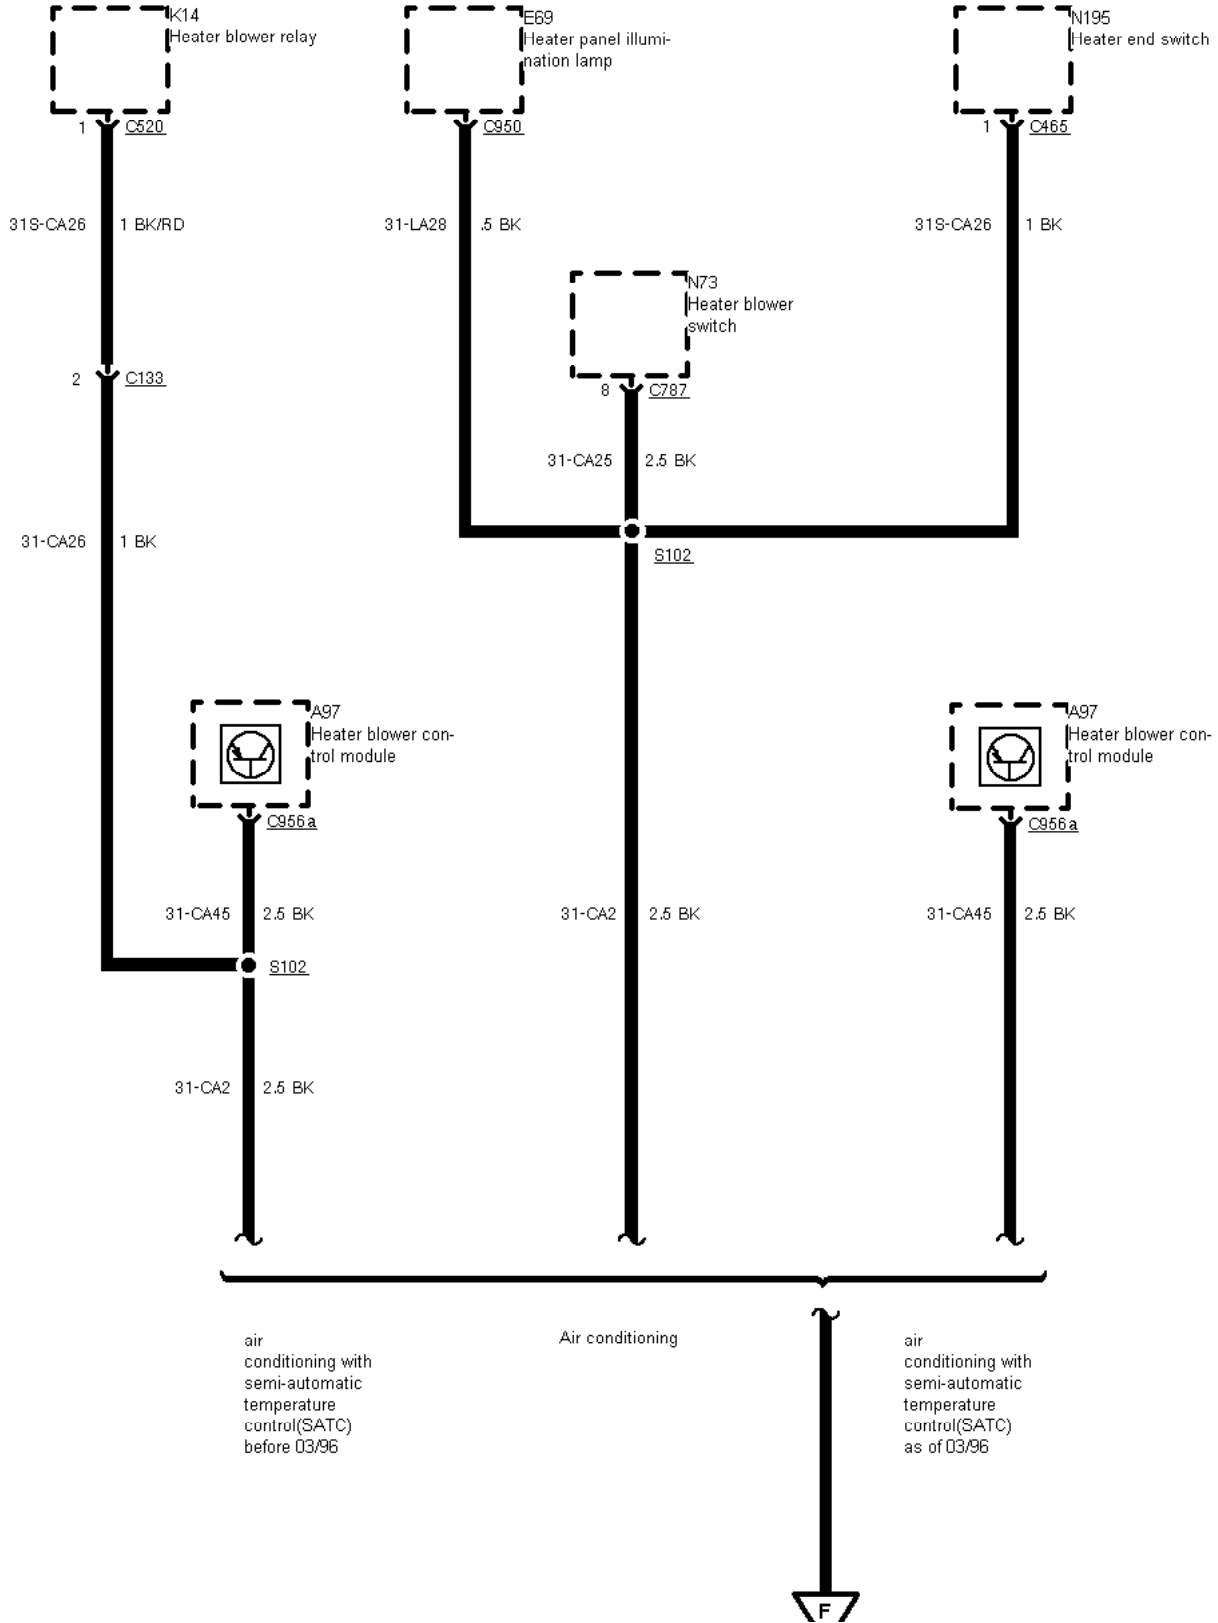 K14
Heater blower relay
E69
Heater panel illumi-
nation lamp
N195
Heater end switch
1 C520
C950
1 C465
31S-CA26 1 BK/RD
31-LA28 .5 BK
31S-CA26 1 BK
N73
Heater blower
switch
2 C133
8 C787
31-CA25 2.5 BK
31-CA26 1 BK
S102
A97
Heater blower con-
trol module
A97
Heater blower con-
trol module
C956a
C956a
31-CA45 2.5 BK
31-CA2 2.5 BK
31-CA45 2.5 BK
S102
31-CA2 2.5 BK
air
conditioning with
semi-automatic
temperature
control(SATC)
before 03/96
Air conditioning
air
conditioning with
semi-automatic
temperature
control(SATC)
as of 03/96
F